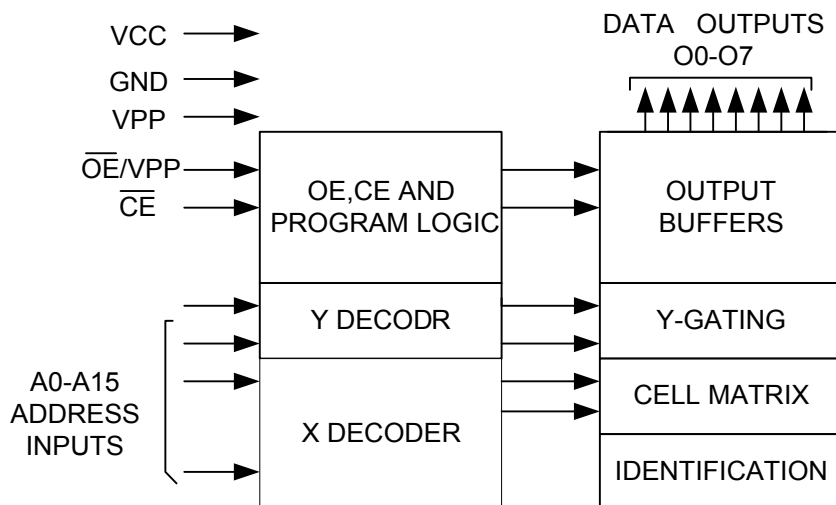 VCC
GND
VPP
OE/VPP
CE
A0-A15
ADDRESS
INPUTS
OE,CE AND
PROGRAM LOGIC
Y DECODR
X DECODER
DATA OUTPUTS
O0-O7
OUTPUT
BUFFERS
Y-GATING
CELL MATRIX
IDENTIFICATION